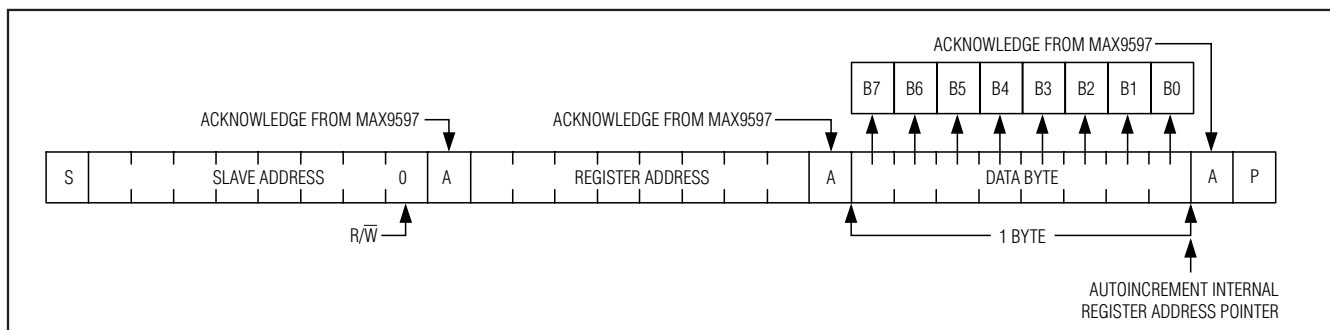 ACKNOWLEDGE FROM MAX9597
B7 B6 B5 B4 B3 B2 B1 B0
ACKNOWLEDGE FROM MAX9597 ACKNOWLEDGE FROM MAX9597
S SLAVE ADDRESS 0 A REGISTER ADDRESS A DATA BYTE A P
R/W̅ 1 BYTE
AUTOINCREMENT INTERNAL
REGISTER ADDRESS POINTER